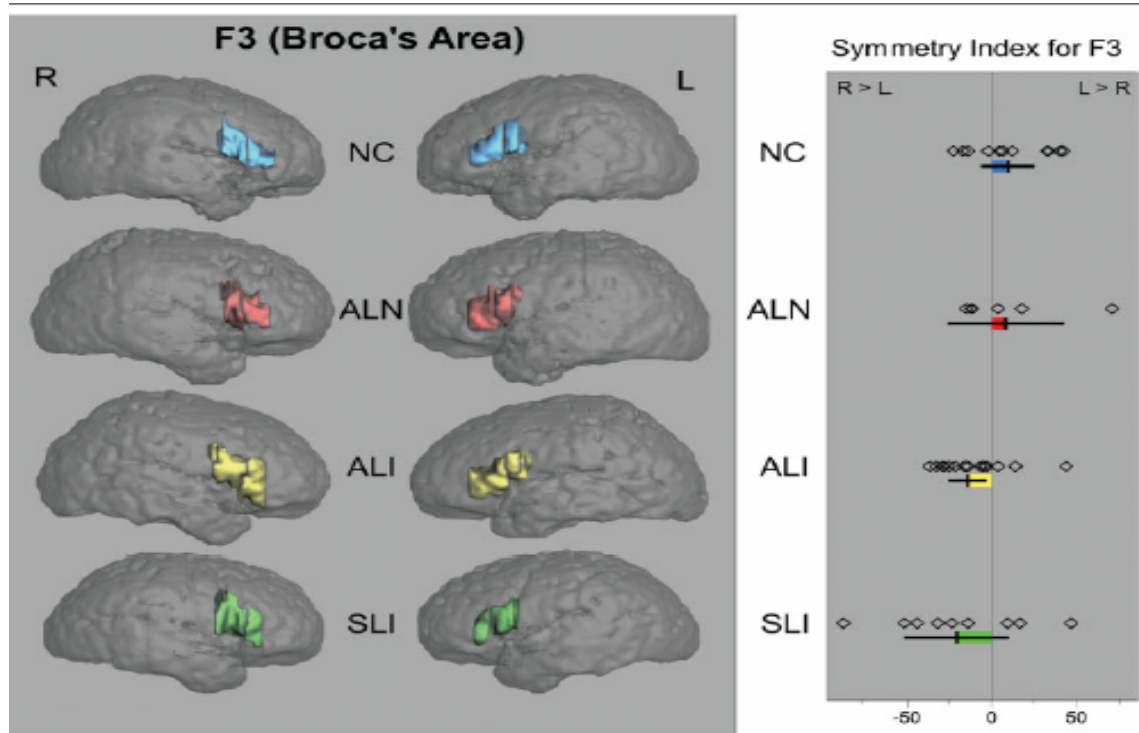 F3 (Broca's Area)
R
L
NC
ALN
ALI
SLI
Symmetry Index for F3
R > L
L > R
NC
ALN
ALI
SLI
-50
0
50